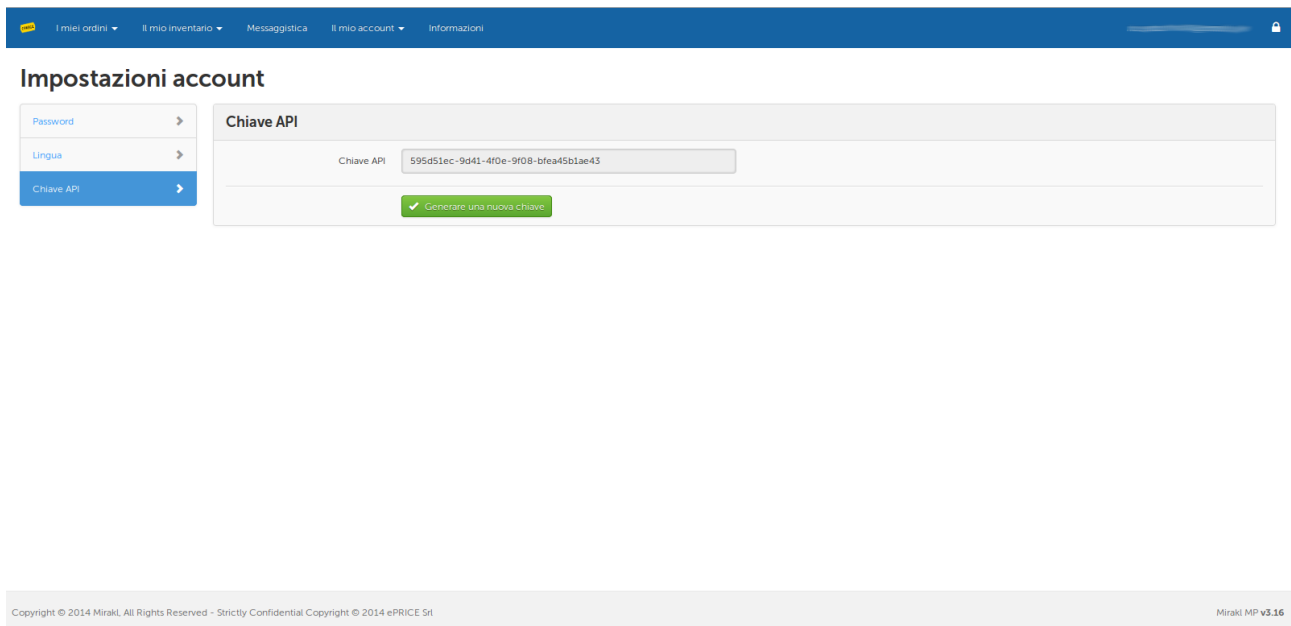 I miei ordini Il mio inventario Messaggistica Il mio account Informazioni
Impostazioni account
Password
Lingua
Chiave API
Chiave API
Chiave API 595d51ec-9d41-4f0e-9f08-bfea45b1ae43
Generare una nuova chiave
Copyright © 2014 Mirakl, All Rights Reserved - Strictly Confidential Copyright © 2014 ePRICE Srl
Mirakl MP v3.16